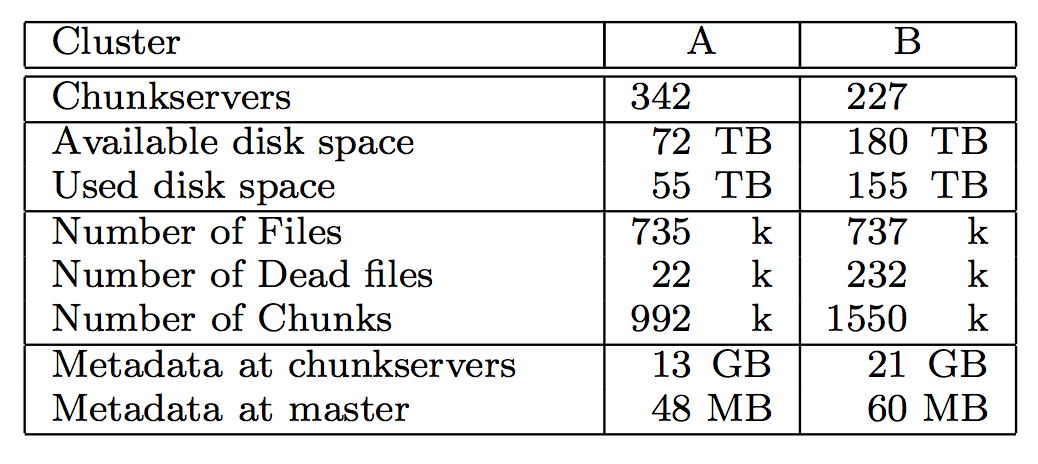 Cluster A B
Chunkservers 342 227
Available disk space 72 TB 180 TB
Used disk space 55 TB 155 TB
Number of Files 735 k 737 k
Number of Dead files 22 k 232 k
Number of Chunks 992 k 1550 k
Metadata at chunkservers 13 GB 21 GB
Metadata at master 48 MB 60 MB